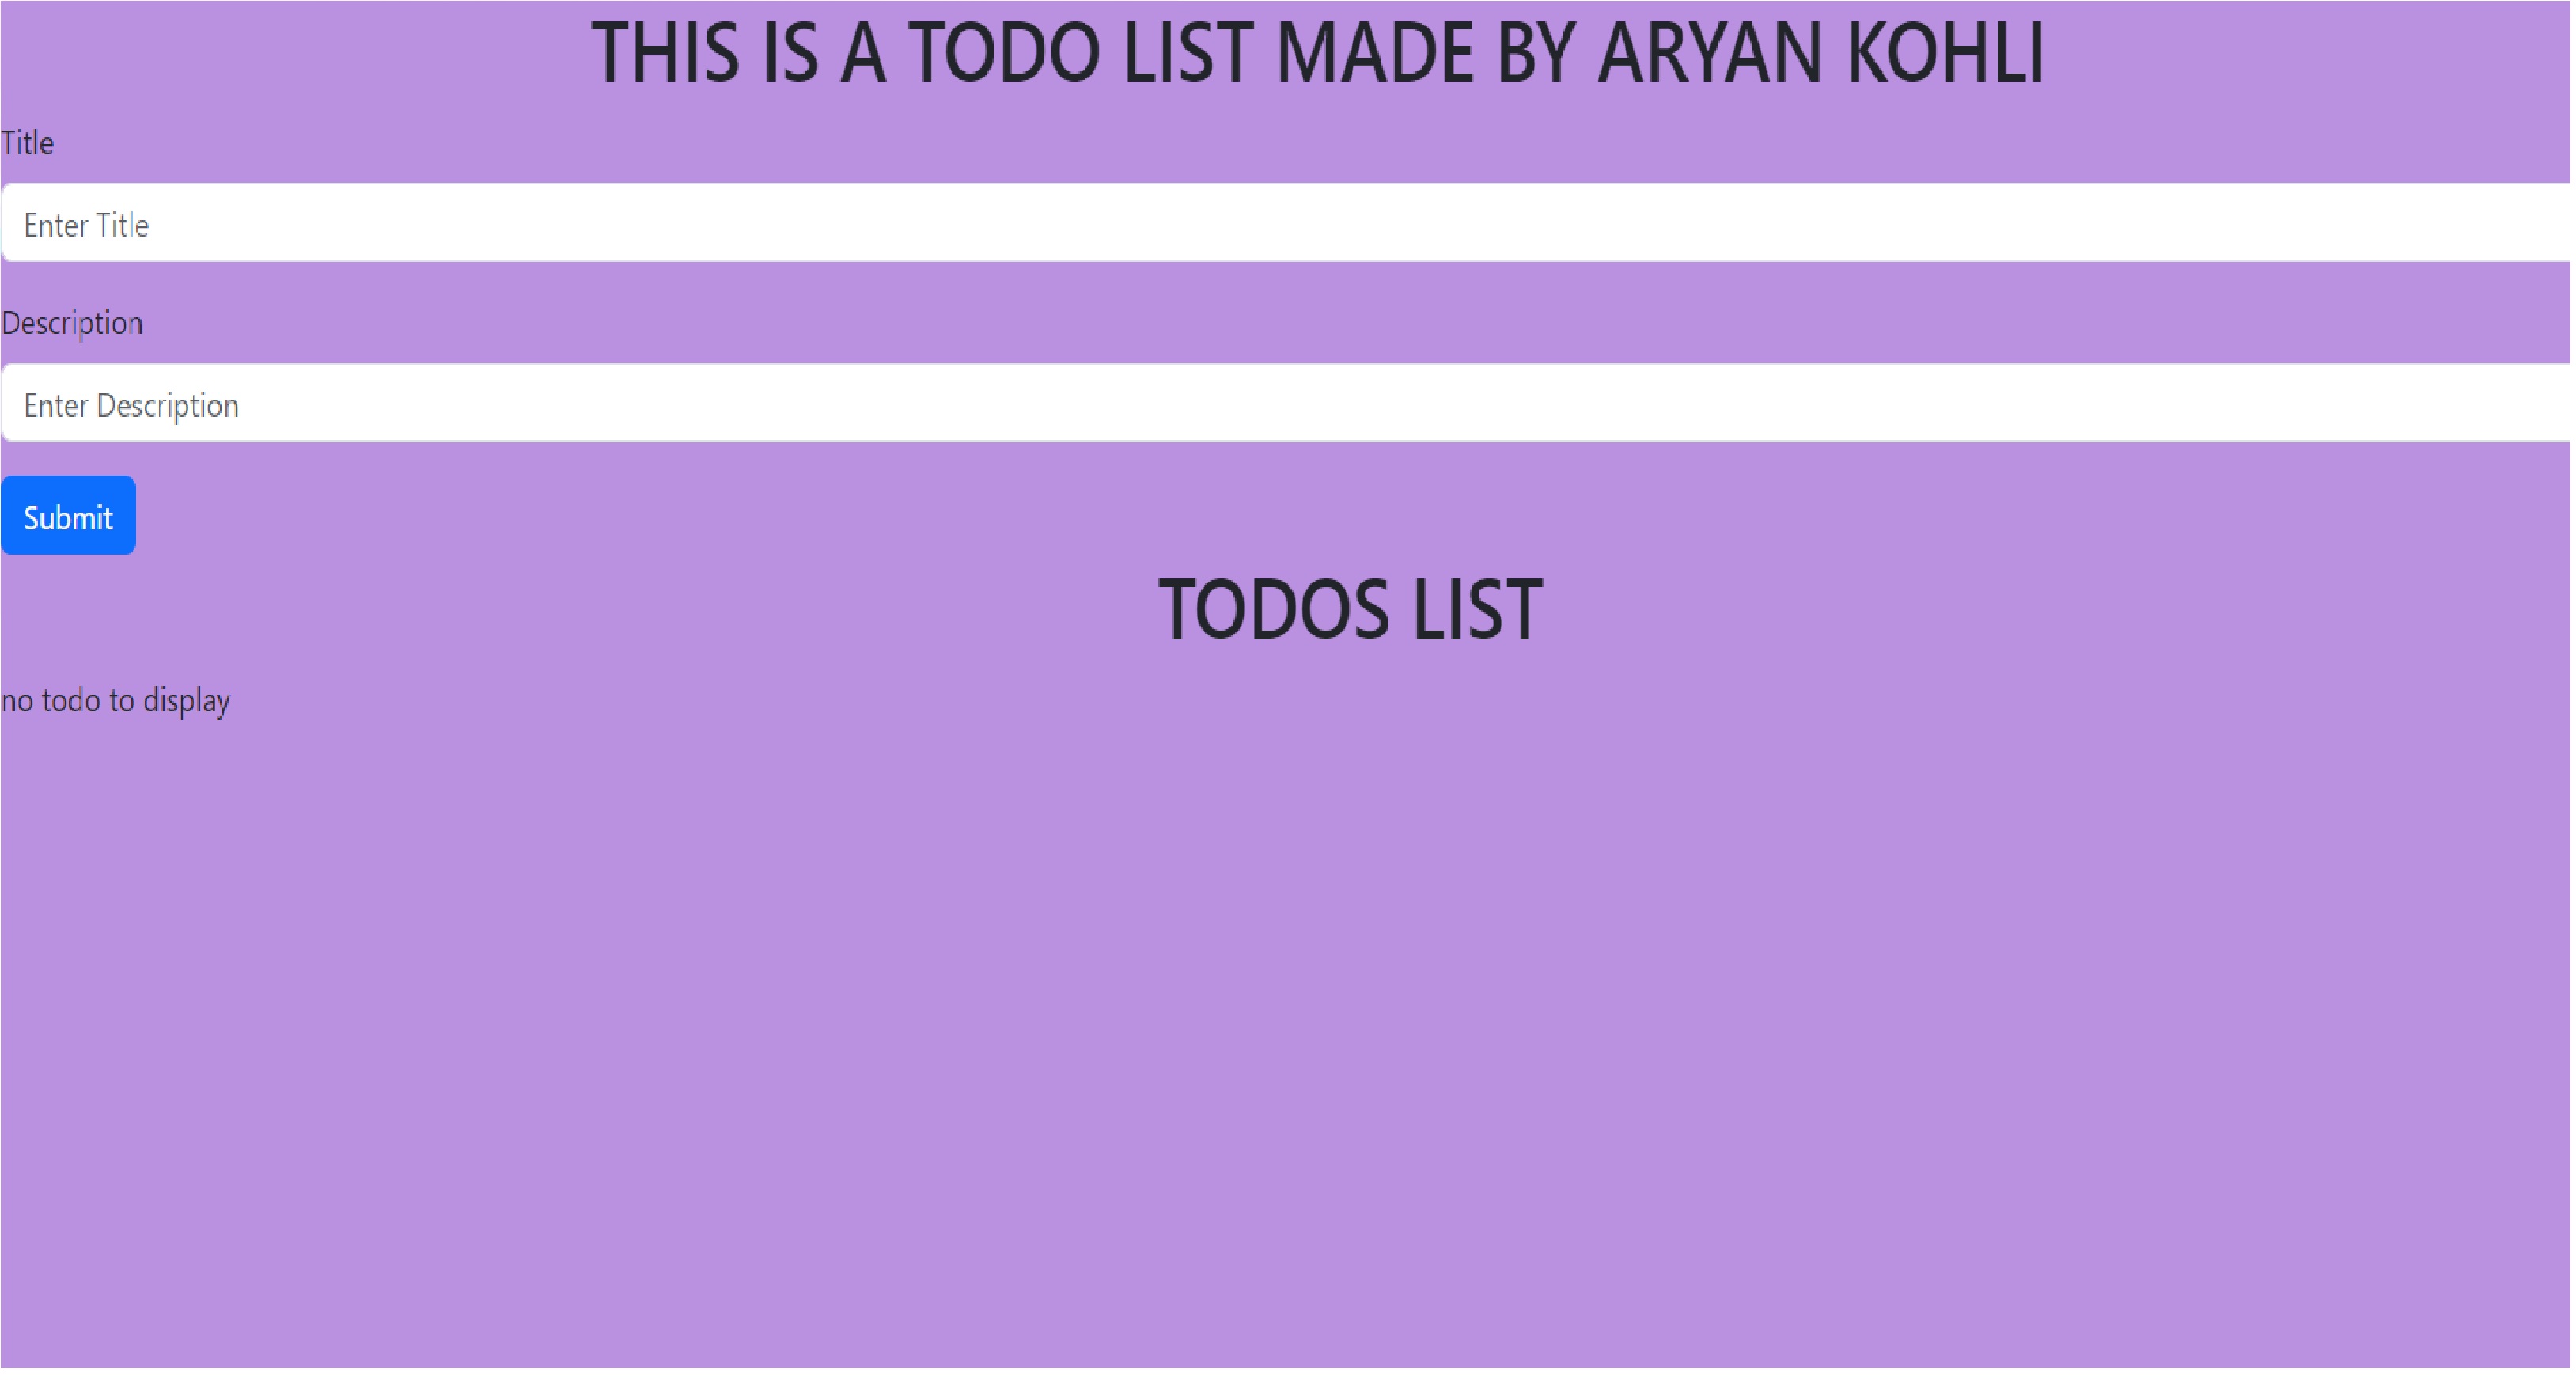 THIS IS A TODO LIST MADE BY ARYAN KOHLI
Title
Enter Title
Description
Enter Description
Submit
TODOS LIST
no todo to display